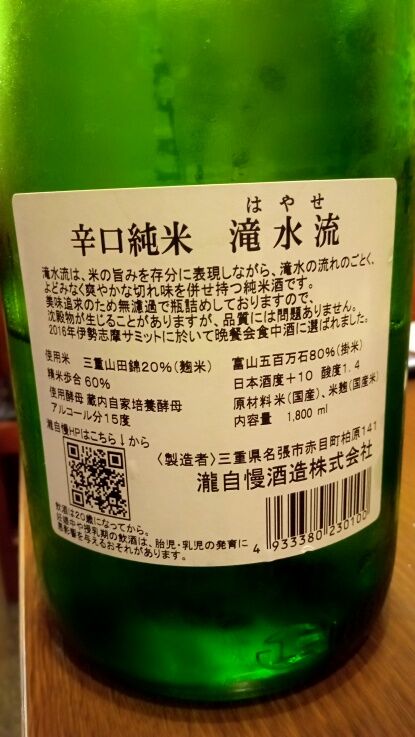 はやせ
辛口純米 滝水流
滝水流は、米の旨みを存分に表現しながら、滝水の流れのごとく、
よどみなく爽やかな切れ味を併せ持つ純米酒です。
美味追求のため無濾過で瓶詰めしておりますので、
沈殿物が生じることがありますが、品質には問題ありません。
2016年伊勢志摩サミットに於いて晩餐会食中酒に選ばれました。
使用米 三重山田錦20%(麹米) 富山五百万石80%(掛米)
精米歩合 60% 日本酒度+10 酸度1.4
使用酵母 蔵内自家培養酵母 原材料米(国産)、米麹(国産米)
アルコール分15度 内容量 1,800 ml
瀧自慢HPはこちら↓から
〈製造者〉三重県名張市赤目町柏原141
瀧自慢酒造株式会社
飲酒は20歳になってから。
妊娠中や授乳期の飲酒は、胎児・乳児の発育に
悪影響を与えるおそれがあります。
4 933380 230100